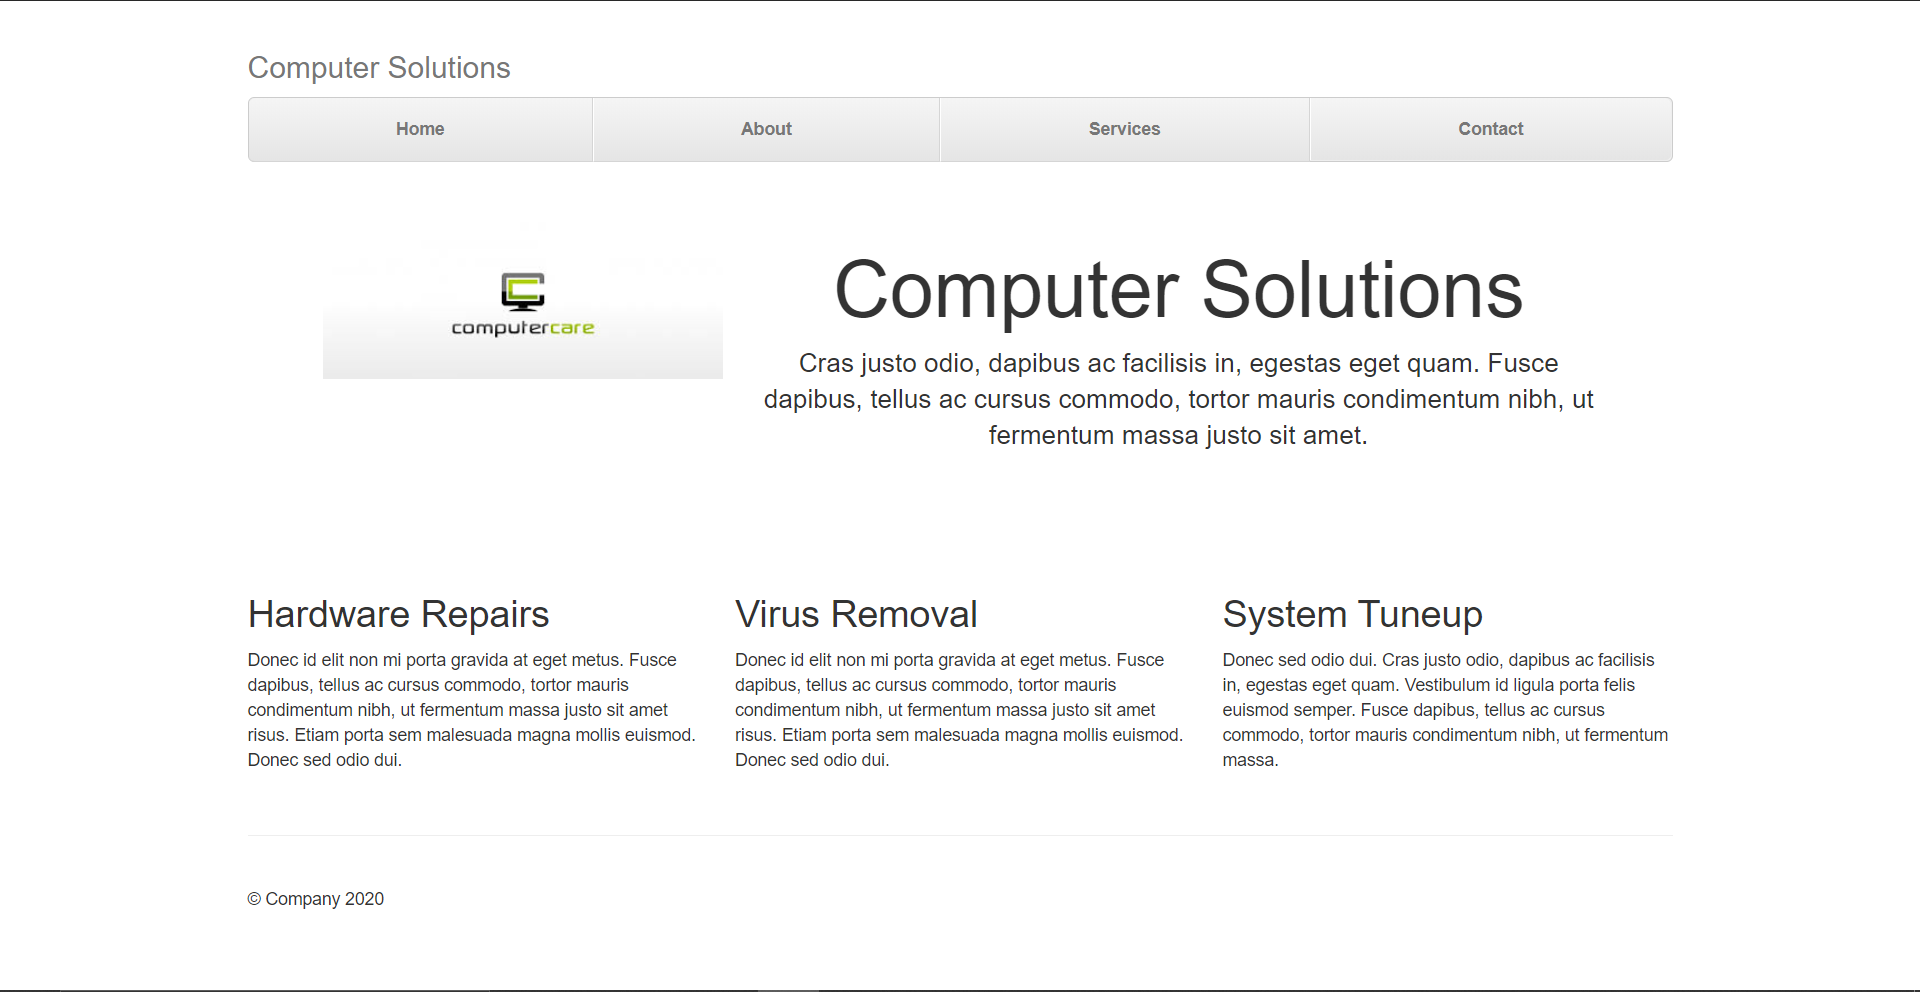 Computer Solutions
Home About Services Contact
computercare
Computer Solutions
Cras justo odio, dapibus ac facilisis in, egestas eget quam. Fusce
dapibus, tellus ac cursus commodo, tortor mauris condimentum nibh, ut
fermentum massa justo sit amet.
Hardware Repairs
Donec id elit non mi porta gravida at eget metus. Fusce
dapibus, tellus ac cursus commodo, tortor mauris
condimentum nibh, ut fermentum massa justo sit amet
risus. Etiam porta sem malesuada magna mollis euismod.
Donec sed odio dui.
Virus Removal
Donec id elit non mi porta gravida at eget metus. Fusce
dapibus, tellus ac cursus commodo, tortor mauris
condimentum nibh, ut fermentum massa justo sit amet
risus. Etiam porta sem malesuada magna mollis euismod.
Donec sed odio dui.
System Tuneup
Donec sed odio dui. Cras justo odio, dapibus ac facilisis
in, egestas eget quam. Vestibulum id ligula porta felis
euismod semper. Fusce dapibus, tellus ac cursus
commodo, tortor mauris condimentum nibh, ut fermentum
massa.
© Company 2020